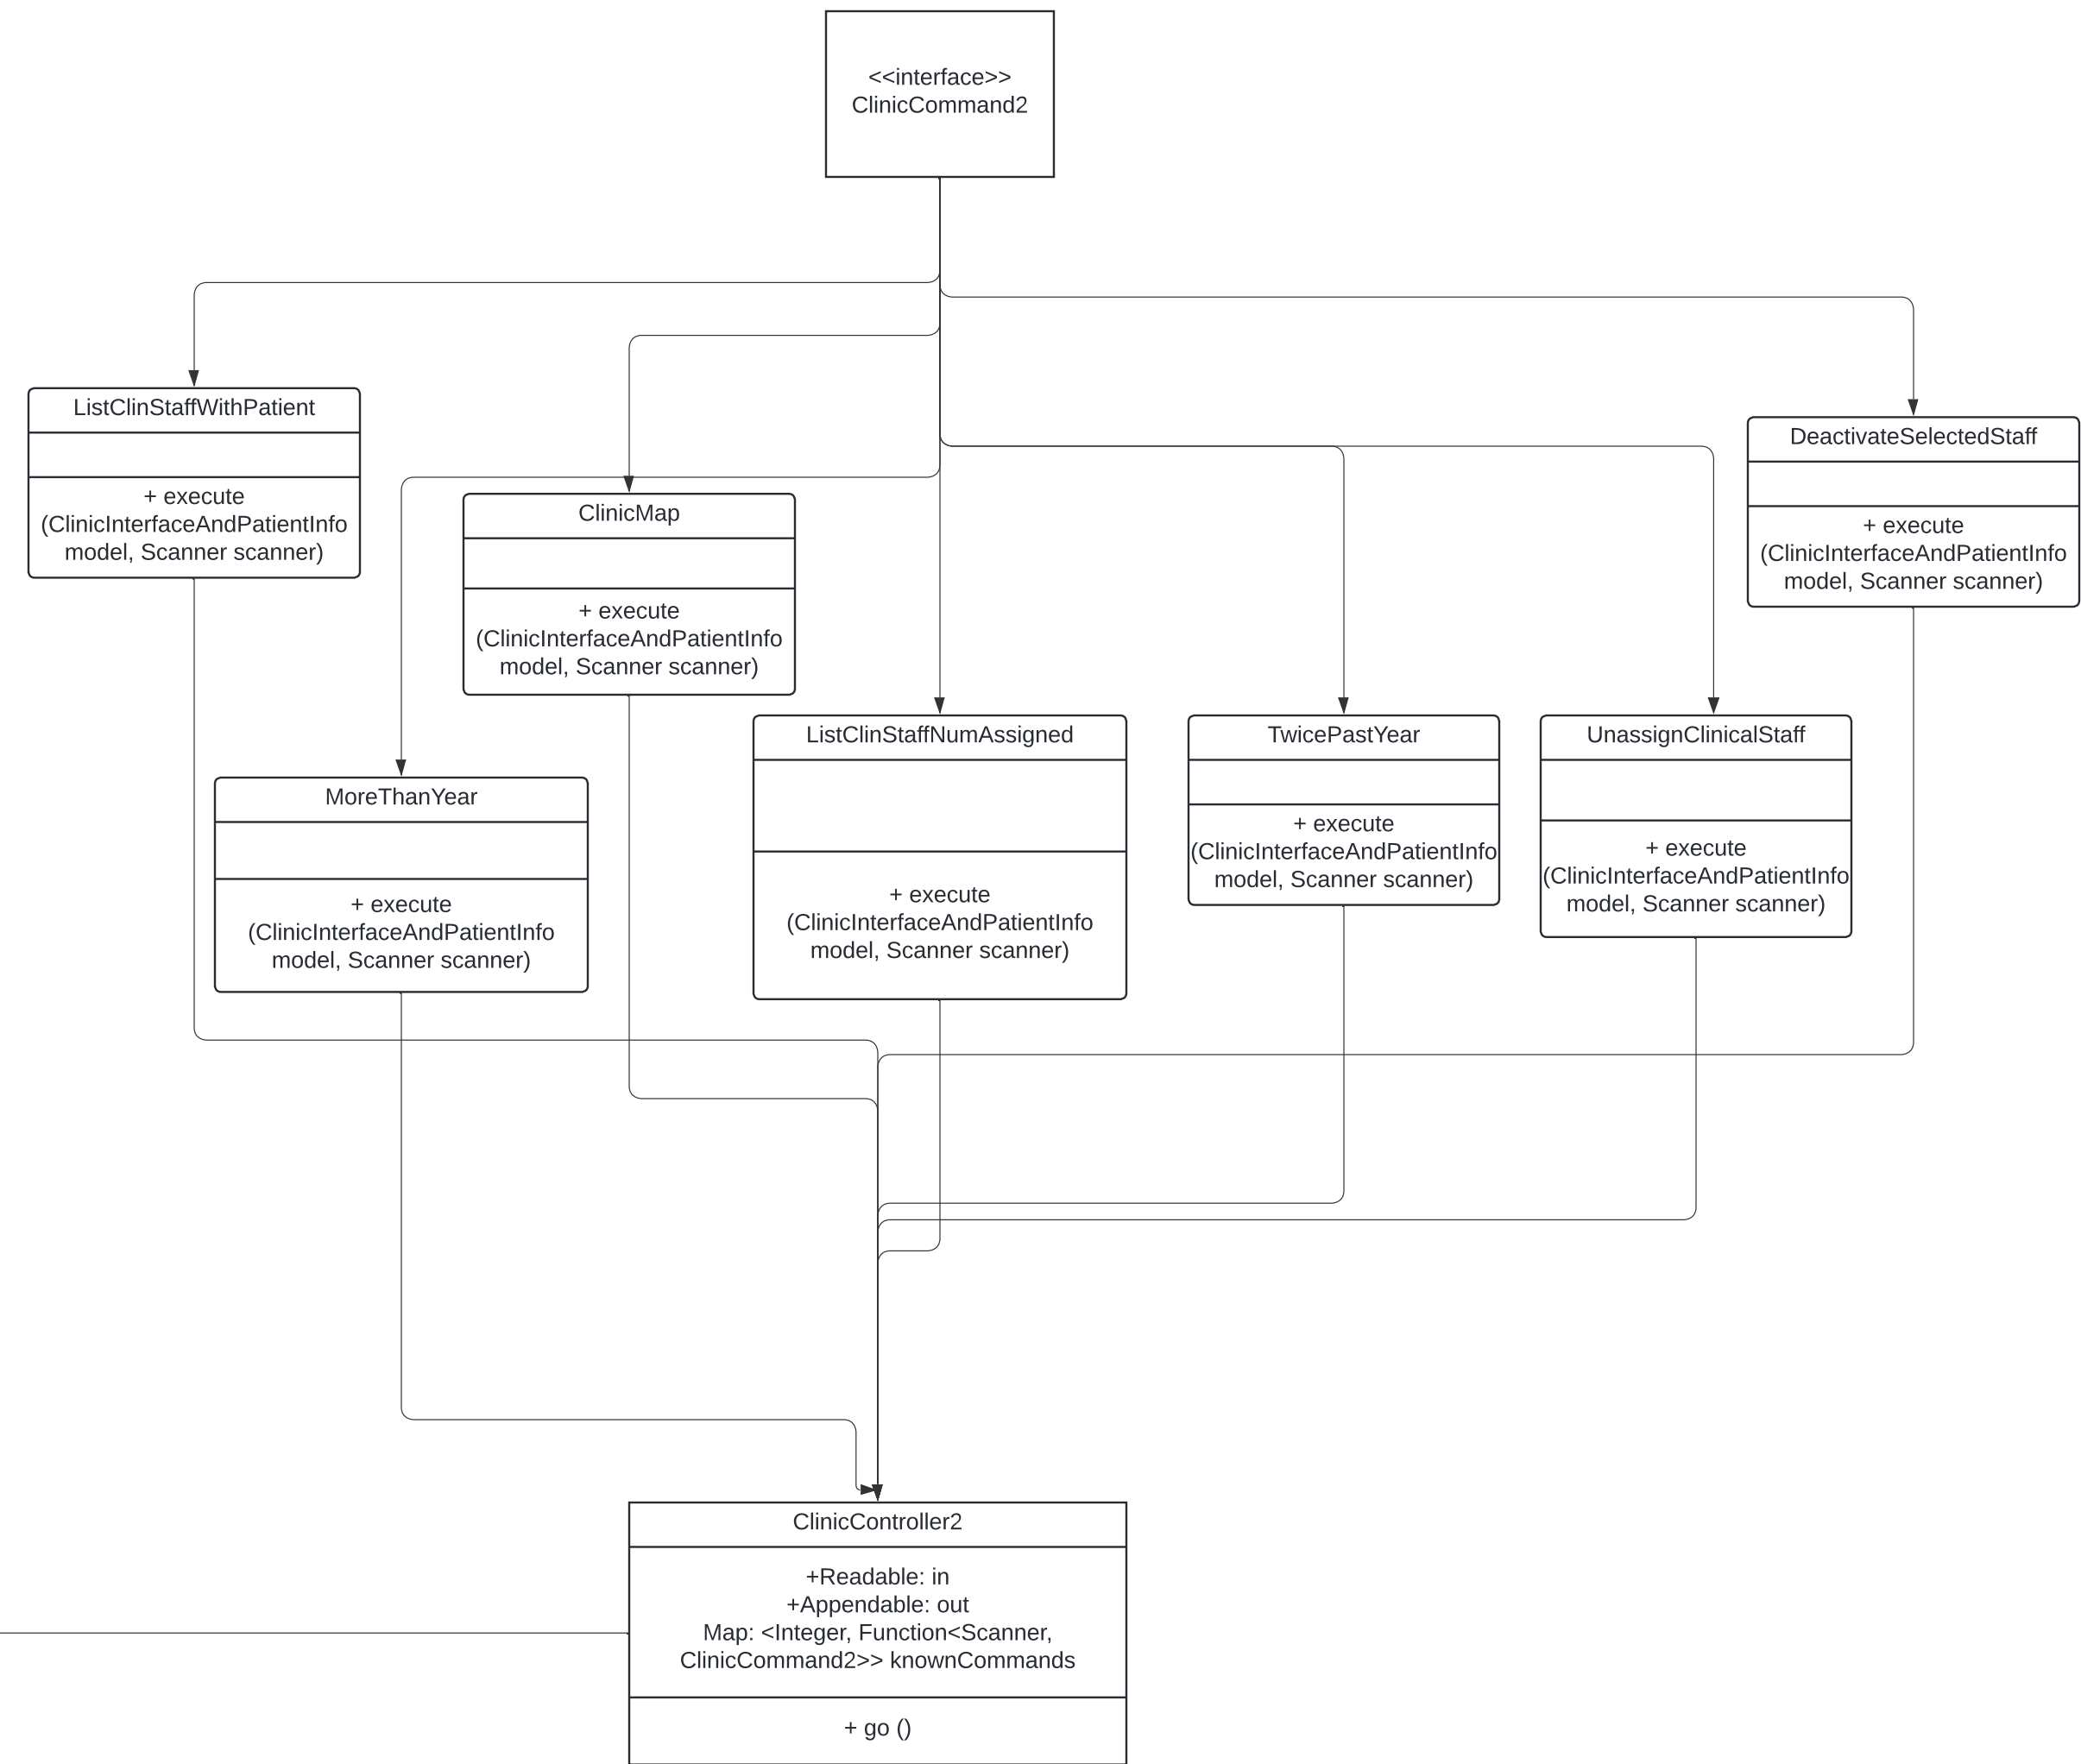 <<interface>>
ClinicCommand2
ListClinStaffWithPatient
+ execute
(ClinicInterfaceAndPatientInfo
model, Scanner scanner)
ClinicMap
+ execute
(ClinicInterfaceAndPatientInfo
model, Scanner scanner)
DeactivateSelectedStaff
+ execute
(ClinicInterfaceAndPatientInfo
model, Scanner scanner)
MoreThanYear
+ execute
(ClinicInterfaceAndPatientInfo
model, Scanner scanner)
ListClinStaffNumAssigned
+ execute
(ClinicInterfaceAndPatientInfo
model, Scanner scanner)
TwicePastYear
+ execute
(ClinicInterfaceAndPatientInfo
model, Scanner scanner)
UnassignClinicalStaff
+ execute
(ClinicInterfaceAndPatientInfo
model, Scanner scanner)
ClinicController2
+Readable: in
+Appendable: out
Map: <Integer, Function<Scanner,
ClinicCommand2>> knownCommands
+ go ()